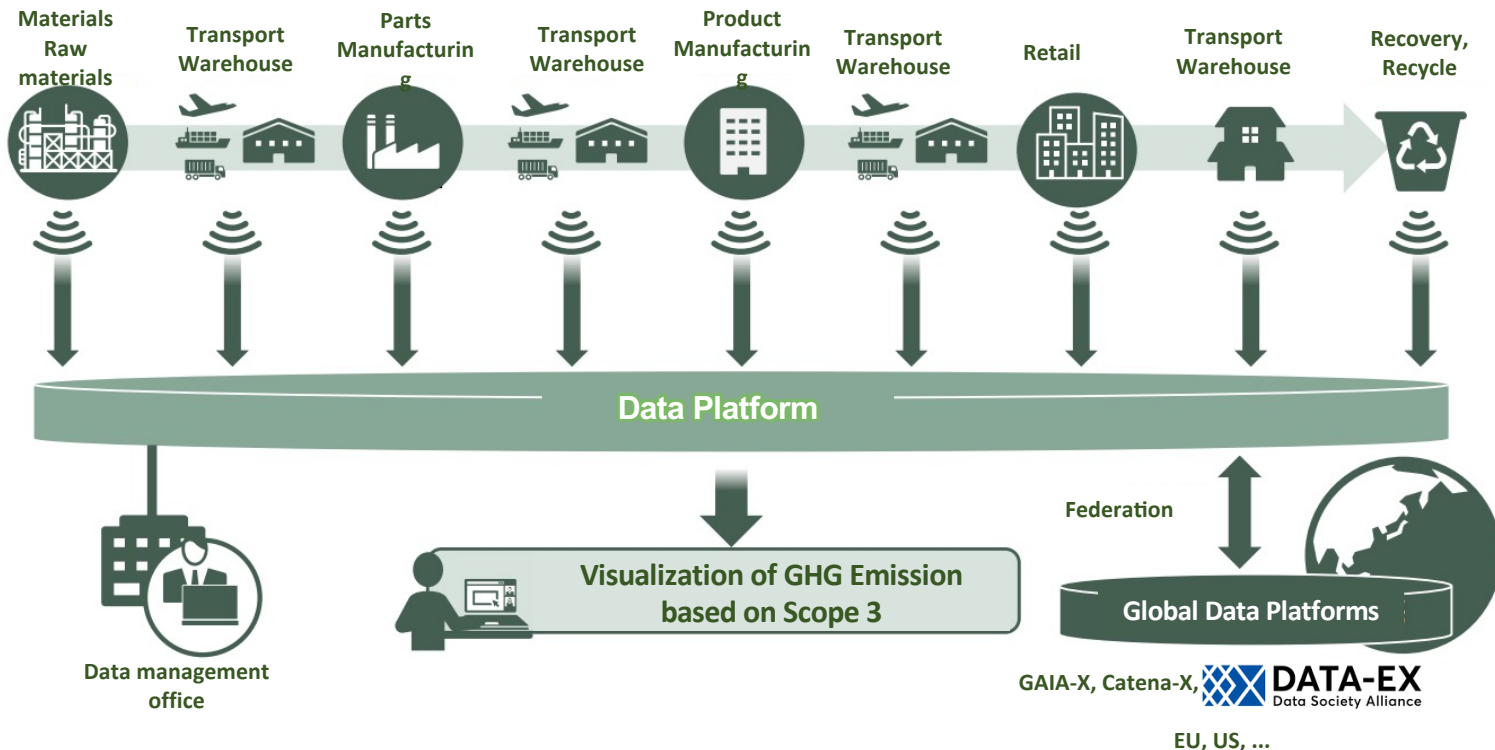 Materials
Raw
materials
Transport
Warehouse
Parts
Manufacturin
g
Transport
Warehouse
Product
Manufacturin
g
Transport
Warehouse
Retail
Transport
Warehouse
Recovery,
Recycle
Data Platform
Federation
Visualization of GHG Emission
based on Scope 3
Global Data Platforms
Data management
office
GAIA-X, Catena-X,
DATA-EX
Data Society Alliance
EU, US, ...